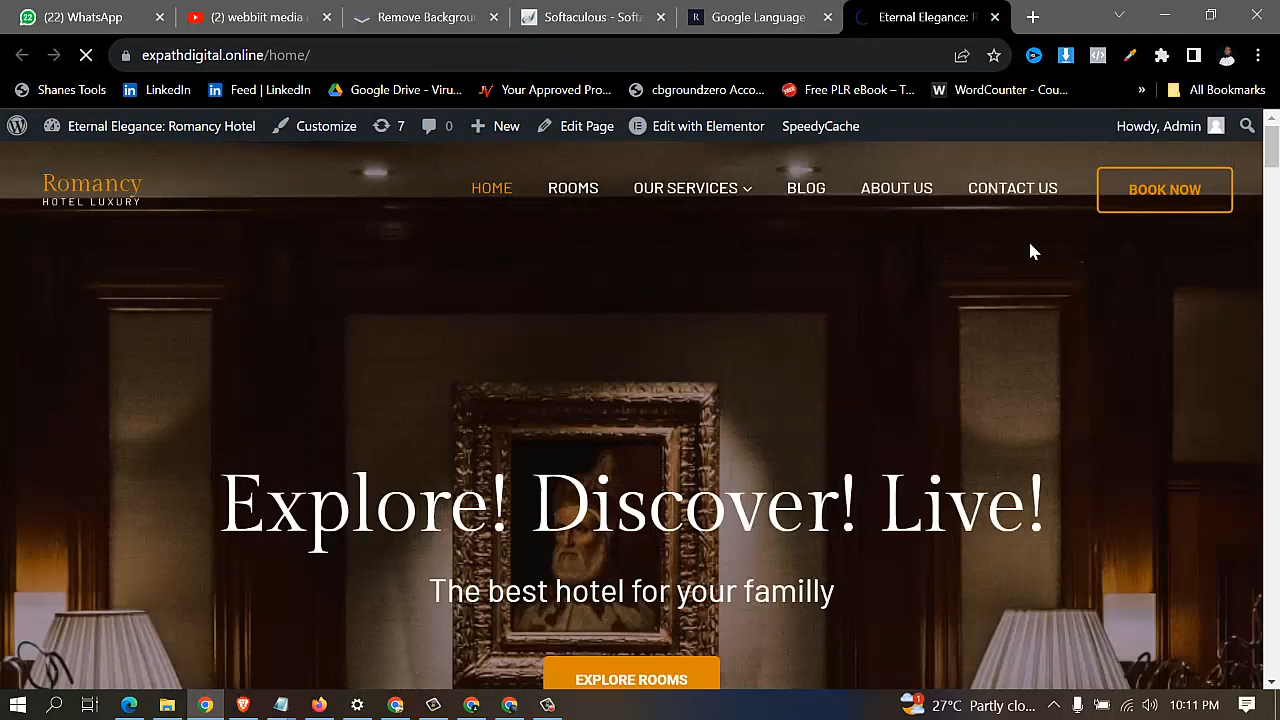 (22) WhatsApp
(2) webbiit media
Remove Backgroun
Softaculous - Softa
Google Language
Eternal Elegance: R
expathdigital.online/home/
Shanes Tools
LinkedIn
Feed | LinkedIn
Google Drive - Viru...
Your Approved Pro...
cbgroundzero Acco...
Free PLR eBook – T...
WordCounter - Cou...
»
All Bookmarks
Eternal Elegance: Romancy Hotel
Customize
7
0
New
Edit Page
Edit with Elementor
SpeedyCache
Howdy, Admin
Romancy
HOTEL LUXURY
HOME
ROOMS
OUR SERVICES
BLOG
ABOUT US
CONTACT US
BOOK NOW
Explore! Discover! Live!
The best hotel for your familly
EXPLORE ROOMS
1
27°C Partly clo...
10:11 PM